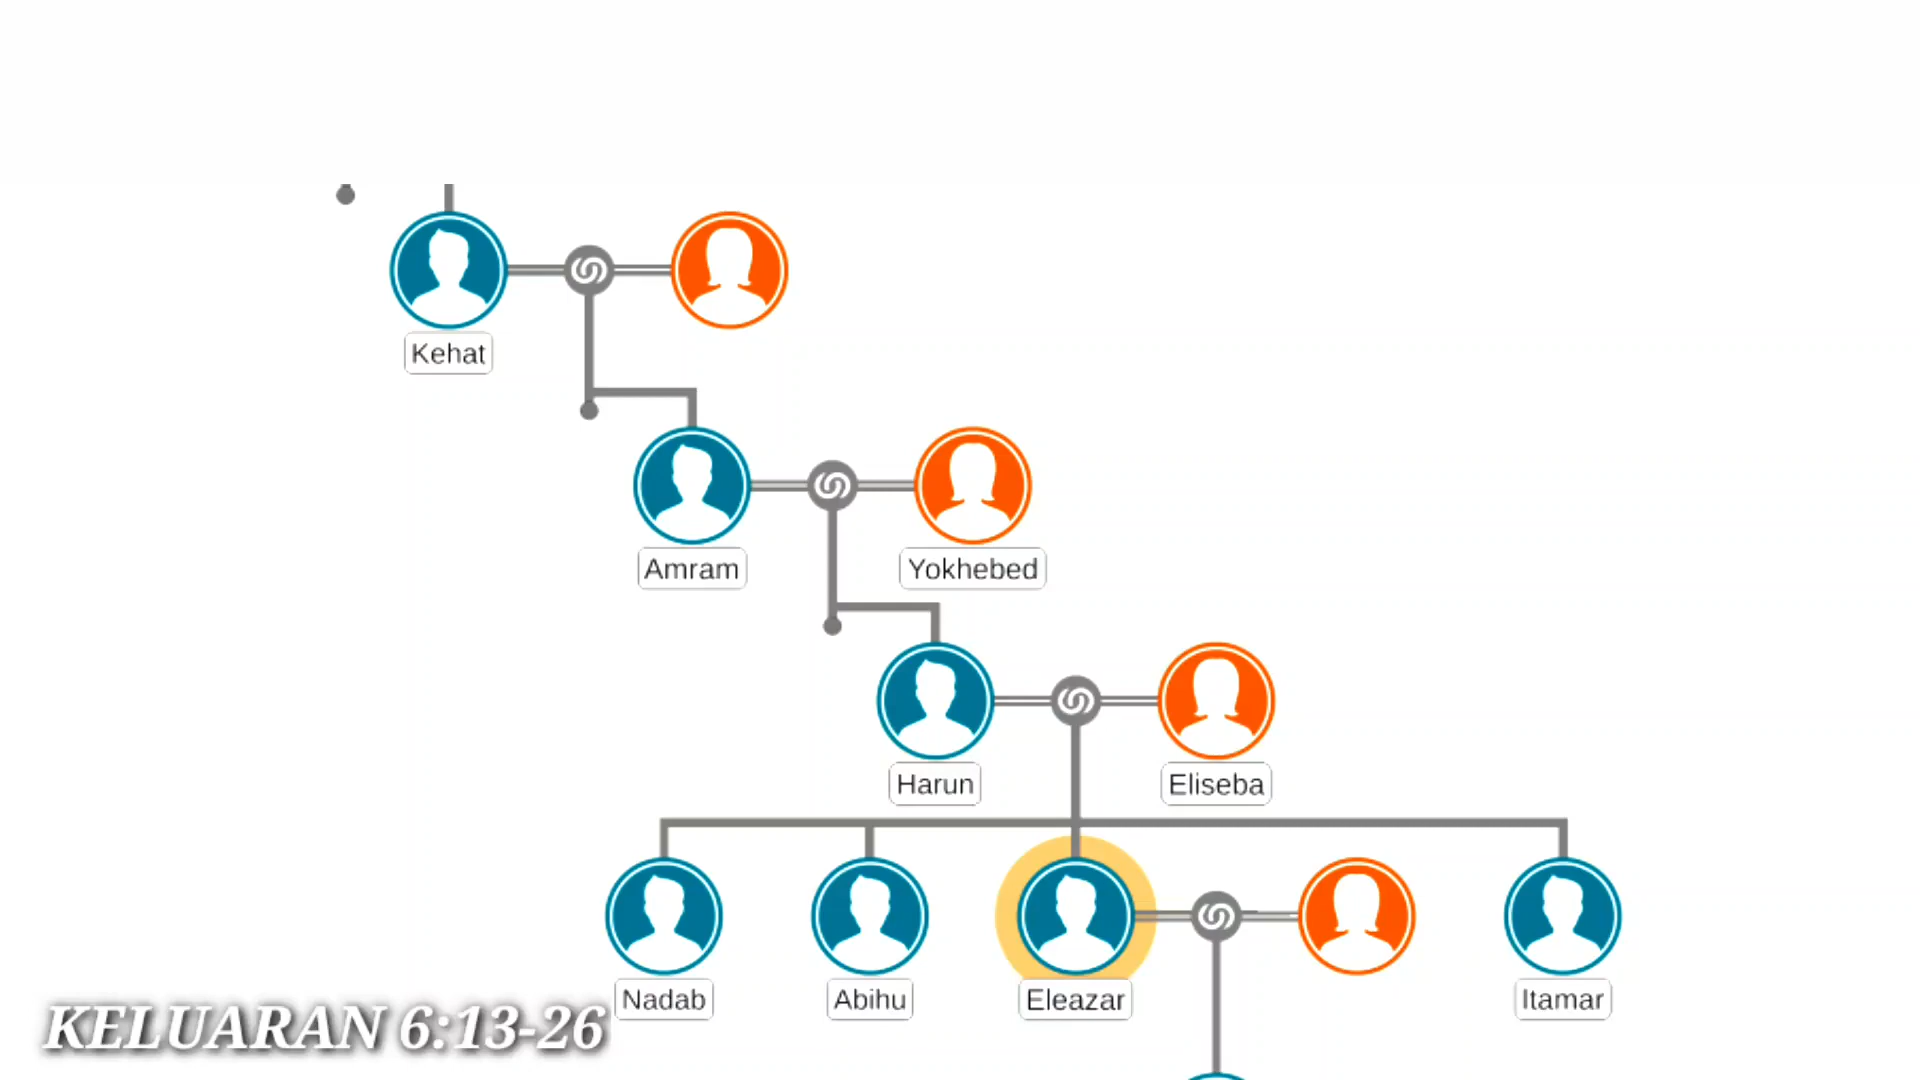 Kehat
Amram
Yokhebed
Harun
Eliseba
Nadab
Abihu
Eleazar
Itamar
KELUARAN 6:13-26